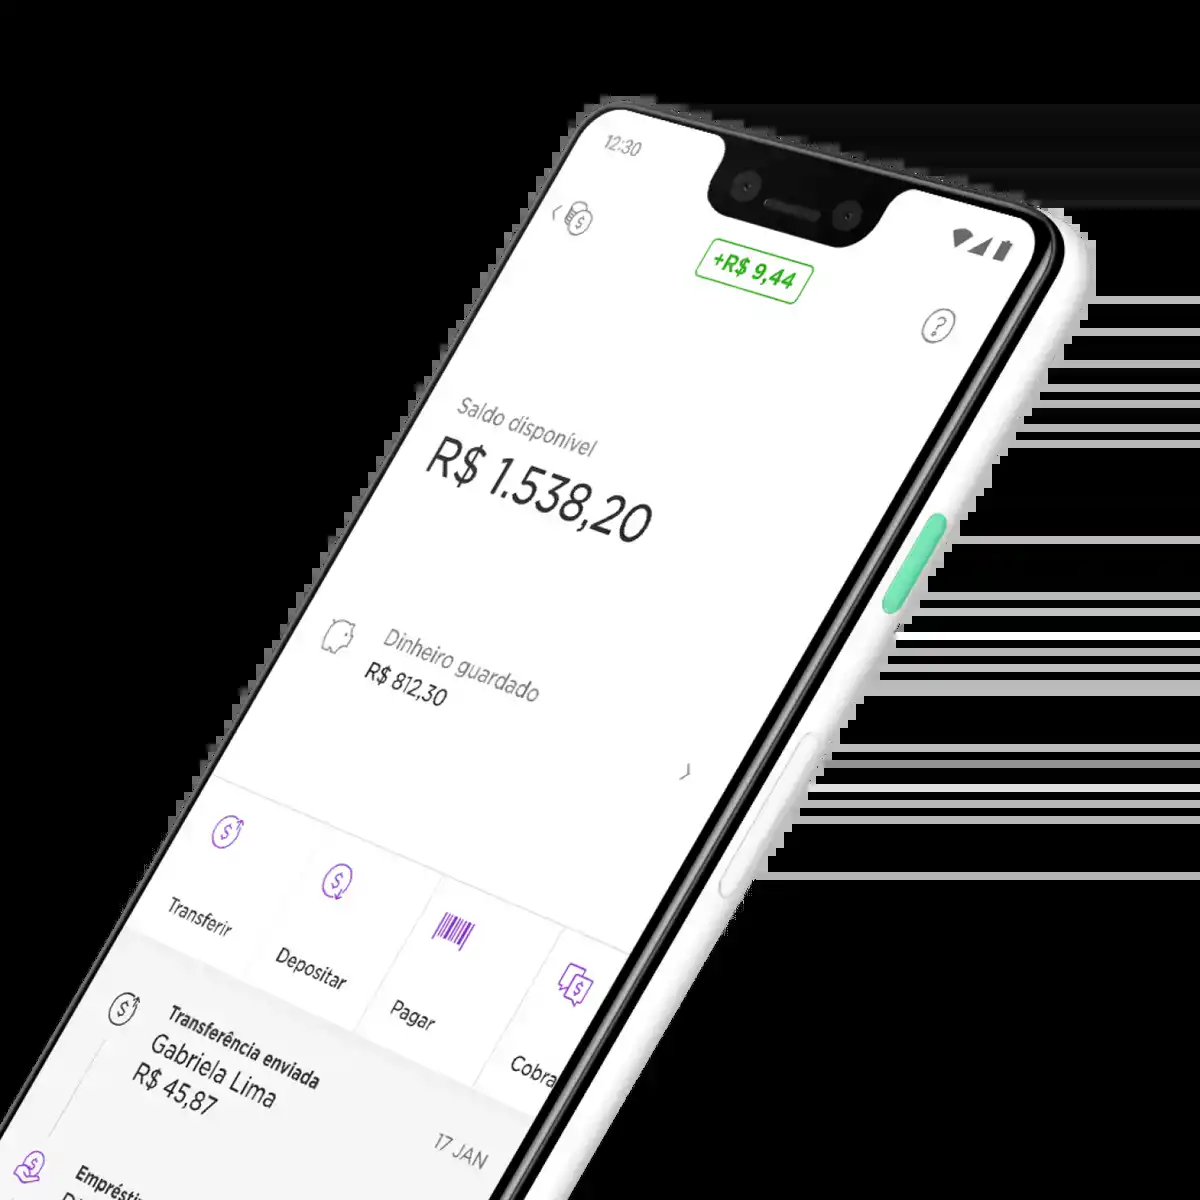 12:30
+R$ 9,44
Saldo disponível
R$ 1.538,20
Dinheiro guardado
R$ 812,30
Transferir
Depositar
Pagar
Cobra
Transferência enviada
Gabriela Lima
R$ 45,87
17 JAN